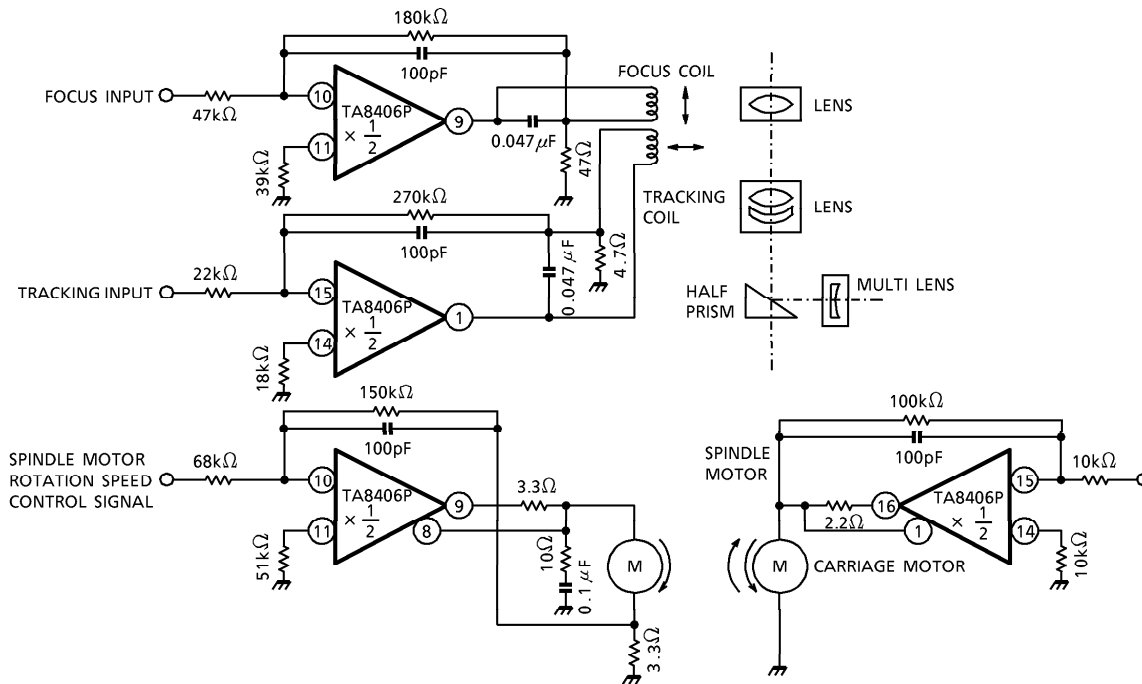 180kΩ
100pF
FOCUS INPUT
47kΩ
10
TA8406P
× 1/2
9
11
39kΩ
0.047μF
47Ω
FOCUS COIL
LENS
270kΩ
100pF
TRACKING
COIL
LENS
TRACKING INPUT
22kΩ
15
TA8406P
× 1/2
1
14
18kΩ
0.047μF
4.7Ω
HALF
PRISM
MULTI LENS
150kΩ
100pF
SPINDLE MOTOR
ROTATION SPEED
CONTROL SIGNAL
68kΩ
10
TA8406P
× 1/2
9
8
11
51kΩ
3.3Ω
10Ω
0.1μF
M
3.3Ω
SPINDLE
MOTOR
100kΩ
100pF
15
10kΩ
TA8406P
× 1/2
16
2.2Ω
1
14
10kΩ
M
CARRIAGE MOTOR